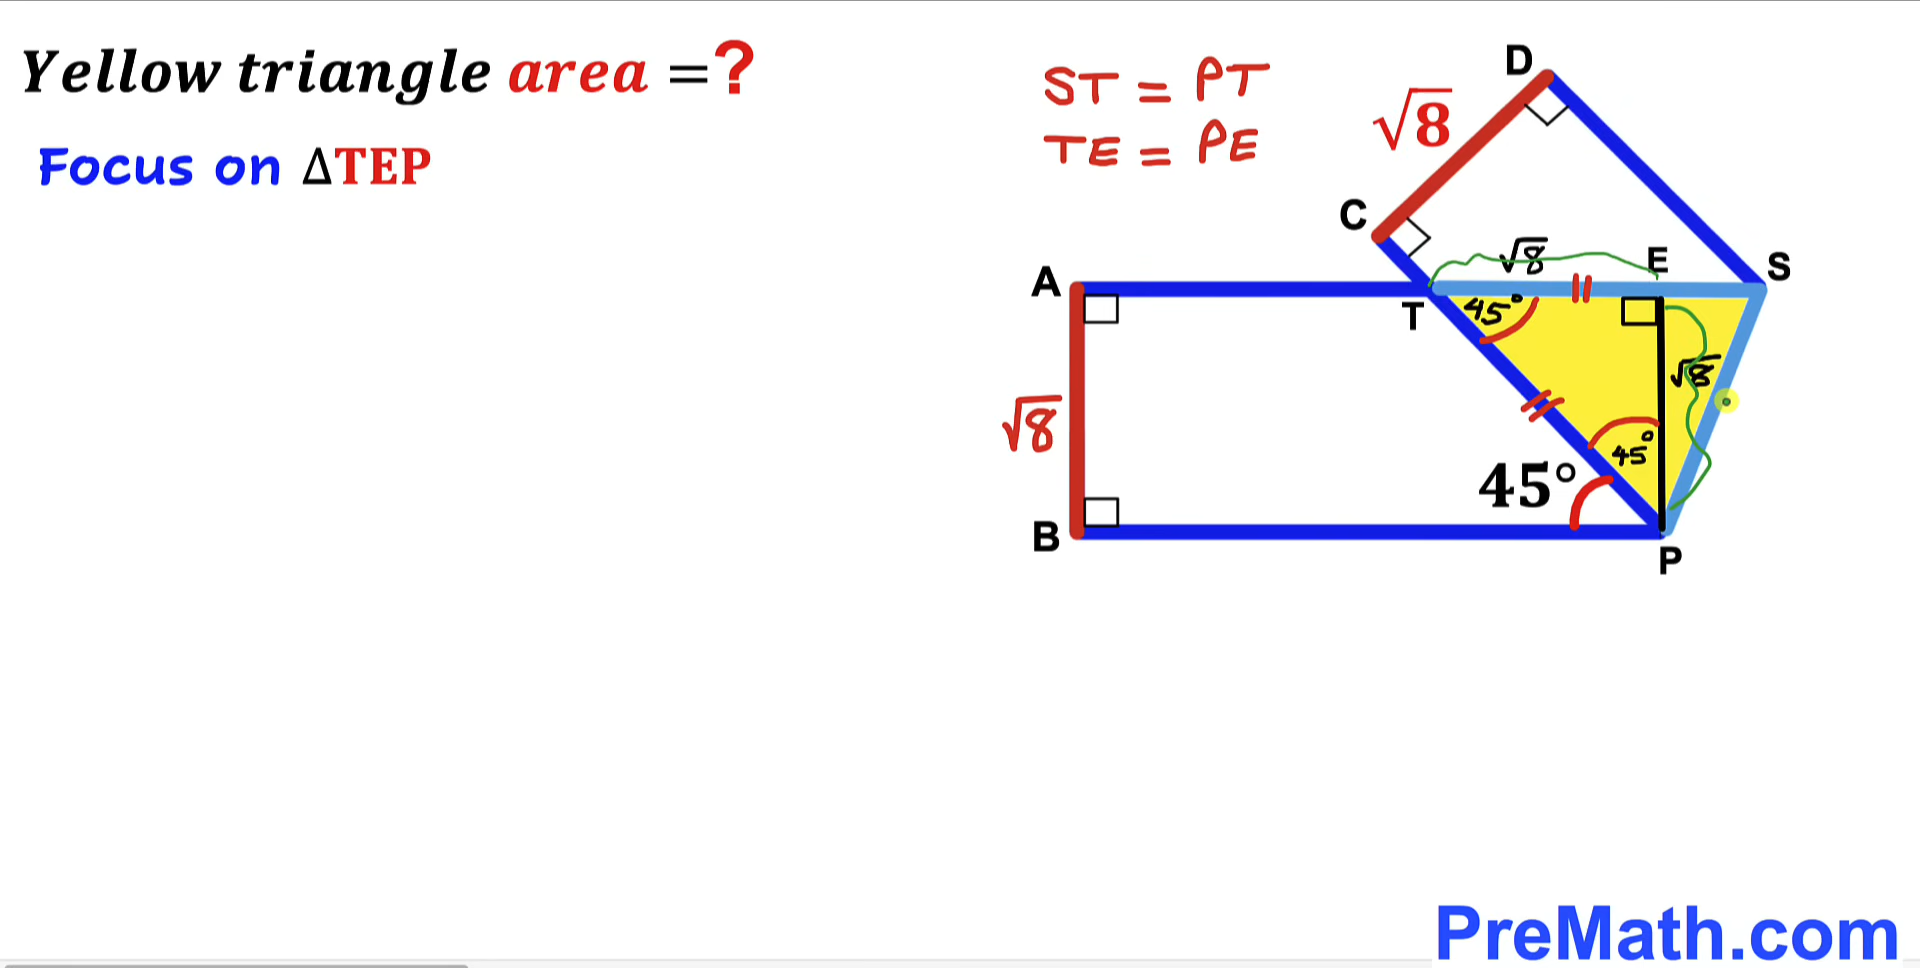 Yellow triangle area =?
Focus on ΔTEP
ST = PT
TE = PE
D
√8
C
√8
E
S
A
T
45°
√8
√8
45°
45°
B
P
PreMath.com